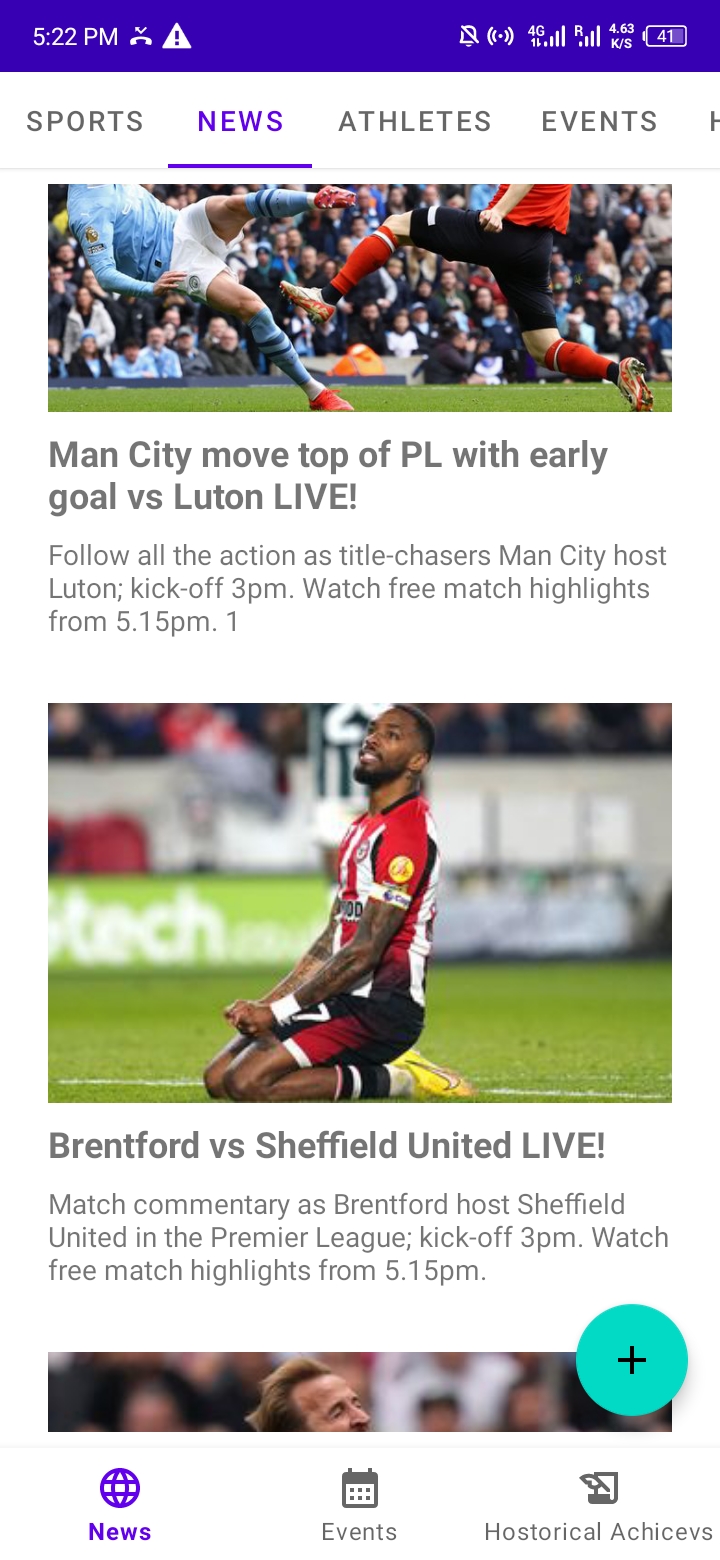 5:22 PM 4G R 4.63 K/S 41
SPORTS NEWS ATHLETES EVENTS H
Man City move top of PL with early
goal vs Luton LIVE!
Follow all the action as title-chasers Man City host
Luton; kick-off 3pm. Watch free match highlights
from 5.15pm. 1
tech
7
Brentford vs Sheffield United LIVE!
Match commentary as Brentford host Sheffield
United in the Premier League; kick-off 3pm. Watch
free match highlights from 5.15pm.
+
News Events Hostorical Achicevs